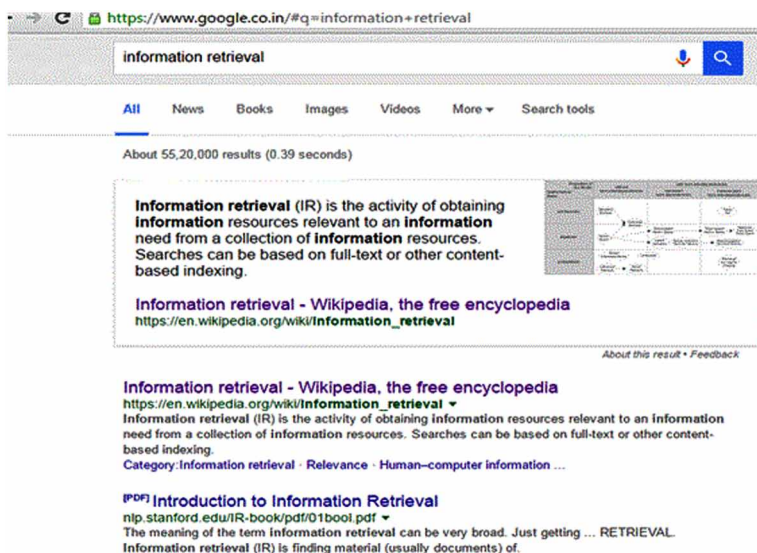 https://www.google.co.in/#q=information+retrieval
information retrieval
All News Books Images Videos More Search tools
About 55,20,000 results (0.39 seconds)
Information retrieval (IR) is the activity of obtaining
information resources relevant to an information
need from a collection of information resources.
Searches can be based on full-text or other content-
based indexing.
Information retrieval - Wikipedia, the free encyclopedia
https://en.wikipedia.org/wiki/Information_retrieval
About this result • Feedback
Information retrieval - Wikipedia, the free encyclopedia
https://en.wikipedia.org/wiki/Information_retrieval
Information retrieval (IR) is the activity of obtaining information resources relevant to an information
need from a collection of information resources. Searches can be based on full-text or other content-
based indexing.
Category:Information retrieval · Relevance · Human–computer information ...
[PDF] Introduction to Information Retrieval
nlp.stanford.edu/IR-book/pdf/01bool.pdf
The meaning of the term information retrieval can be very broad. Just getting ... RETRIEVAL.
Information retrieval (IR) is finding material (usually documents) of.